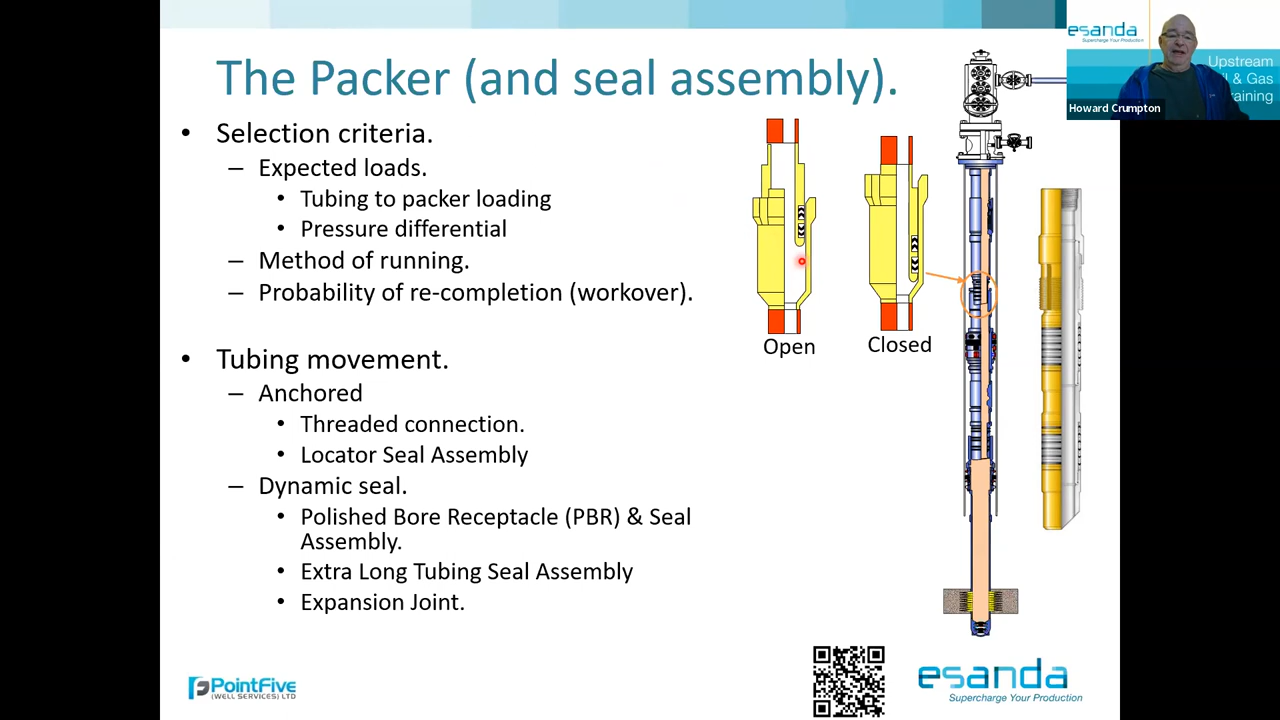 esanda
Supercharge Your Production
Upstream
il & Gas
raining
Howard Crumpton
The Packer (and seal assembly).
• Selection criteria.
– Expected loads.
• Tubing to packer loading
• Pressure differential
– Method of running.
– Probability of re-completion (workover).
• Tubing movement.
– Anchored
• Threaded connection.
• Locator Seal Assembly
– Dynamic seal.
• Polished Bore Receptacle (PBR) & Seal
Assembly.
• Extra Long Tubing Seal Assembly
• Expansion Joint.
Open
Closed
PointFive
(WELL SERVICES) LTD
esanda
Supercharge Your Production